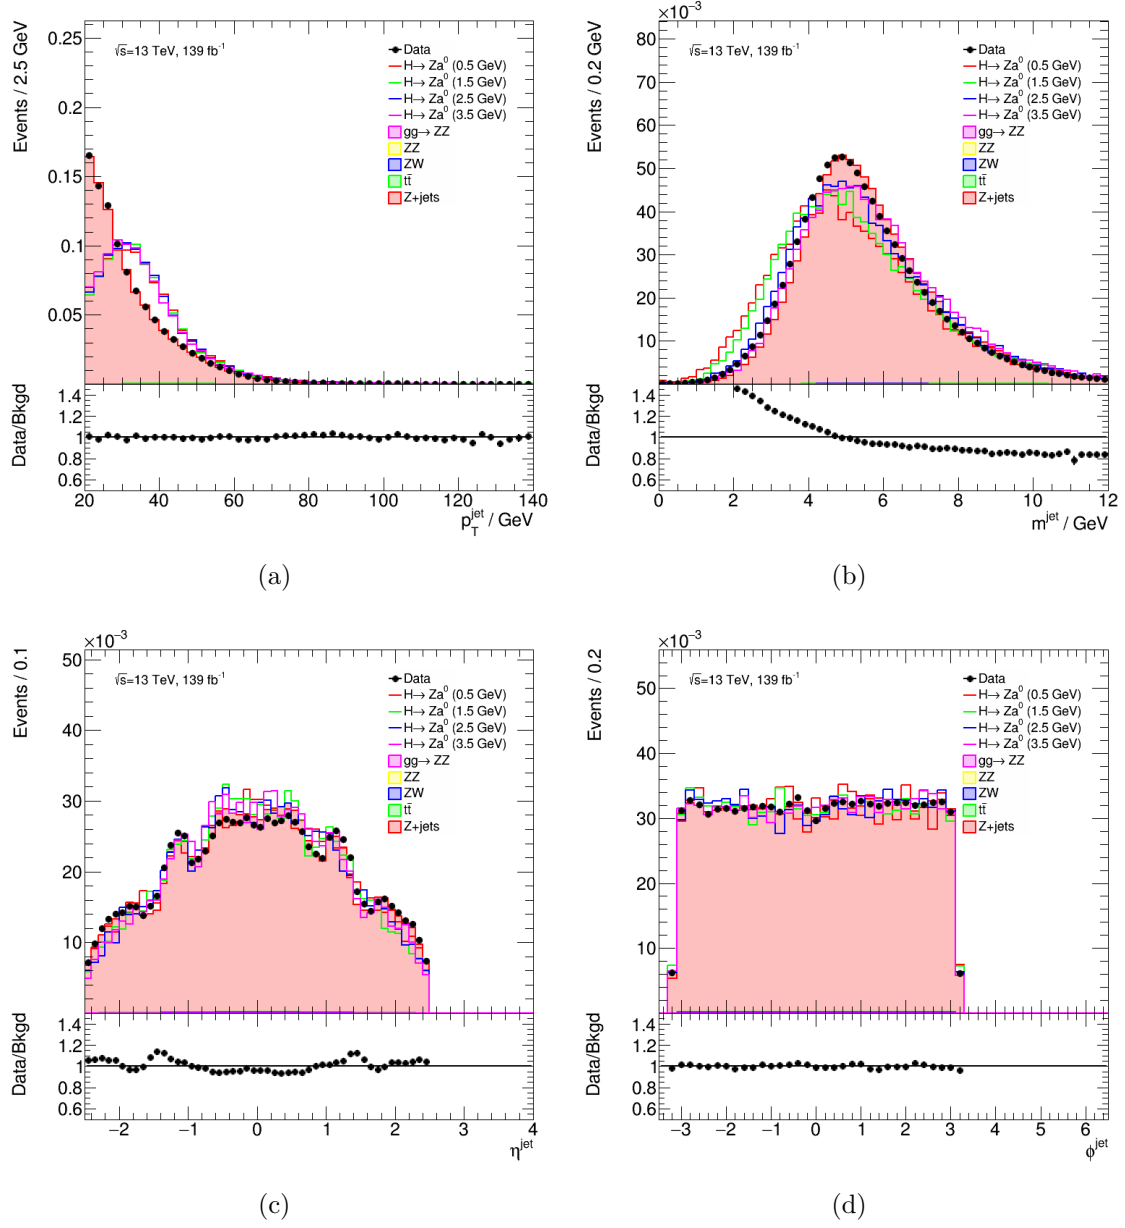 Events / 2.5 GeV
0.25
0.2
0.15
0.1
0.05
√s=13 TeV, 139 fb⁻¹
Data
H→ Za⁰ (0.5 GeV)
H→ Za⁰ (1.5 GeV)
H→ Za⁰ (2.5 GeV)
H→ Za⁰ (3.5 GeV)
gg→ ZZ
ZZ
ZW
tt̄
Z+jets
Data/Bkgd
1.4
1.2
1
0.8
0.6
20 40 60 80 100 120 140
p_T^jet / GeV
(a)
×10⁻³
Events / 0.2 GeV
80
70
60
50
40
30
20
10
0
√s=13 TeV, 139 fb⁻¹
Data
H→ Za⁰ (0.5 GeV)
H→ Za⁰ (1.5 GeV)
H→ Za⁰ (2.5 GeV)
H→ Za⁰ (3.5 GeV)
gg→ ZZ
ZZ
ZW
tt̄
Z+jets
Data/Bkgd
1.4
1.2
1
0.8
0.6
0 2 4 6 8 10 12
m^jet / GeV
(b)
×10⁻³
Events / 0.1
50
40
30
20
10
√s=13 TeV, 139 fb⁻¹
Data
H→ Za⁰ (0.5 GeV)
H→ Za⁰ (1.5 GeV)
H→ Za⁰ (2.5 GeV)
H→ Za⁰ (3.5 GeV)
gg→ ZZ
ZZ
ZW
tt̄
Z+jets
Data/Bkgd
1.4
1.2
1
0.8
0.6
−2 −1 0 1 2 3 4
η^jet
(c)
×10⁻³
Events / 0.2
50
40
30
20
10
√s=13 TeV, 139 fb⁻¹
Data
H→ Za⁰ (0.5 GeV)
H→ Za⁰ (1.5 GeV)
H→ Za⁰ (2.5 GeV)
H→ Za⁰ (3.5 GeV)
gg→ ZZ
ZZ
ZW
tt̄
Z+jets
Data/Bkgd
1.4
1.2
1
0.8
0.6
−3 −2 −1 0 1 2 3 4 5 6
ϕ^jet
(d)